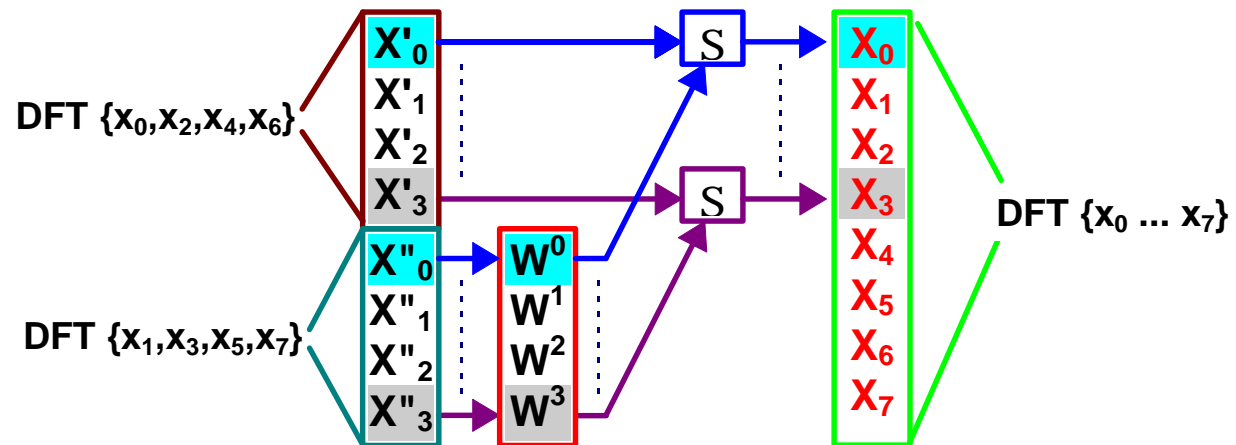 DFT {x₀,x₂,x₄,x₆}
X'₀
X'₁
X'₂
X'₃
DFT {x₁,x₃,x₅,x₇}
X"₀
X"₁
X"₂
X"₃
W⁰
W¹
W²
W³
S
S
X₀
X₁
X₂
X₃
X₄
X₅
X₆
X₇
DFT {x₀ ... x₇}